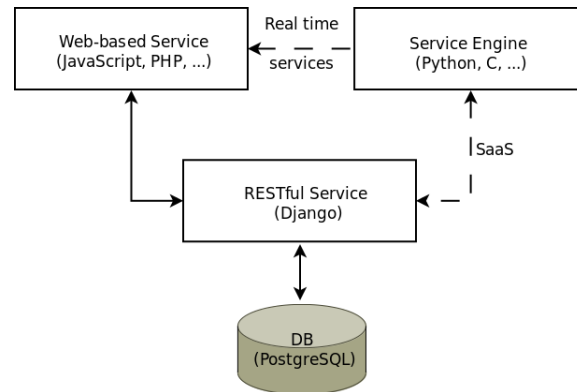 Web-based Service
(JavaScript, PHP, ...)
Real time
services
Service Engine
(Python, C, ...)
SaaS
RESTful Service
(Django)
DB
(PostgreSQL)